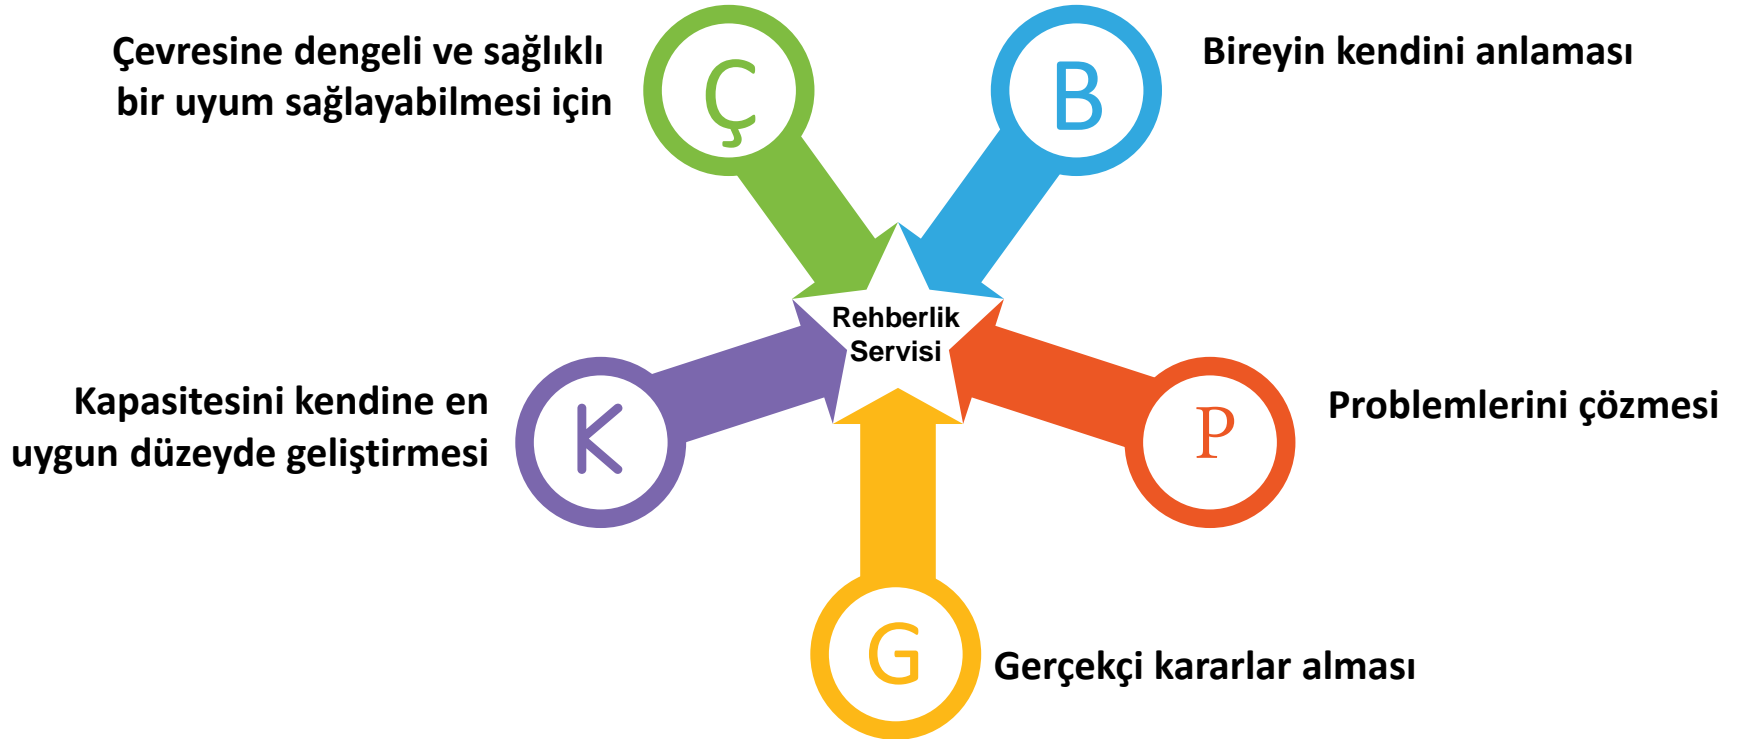 Çevresine dengeli ve sağlıklı
bir uyum sağlayabilmesi için
Ç
B
Bireyin kendini anlaması
Rehberlik
Servisi
Kapasitesini kendine en
uygun düzeyde geliştirmesi
K
P
Problemlerini çözmesi
G
Gerçekçi kararlar alması